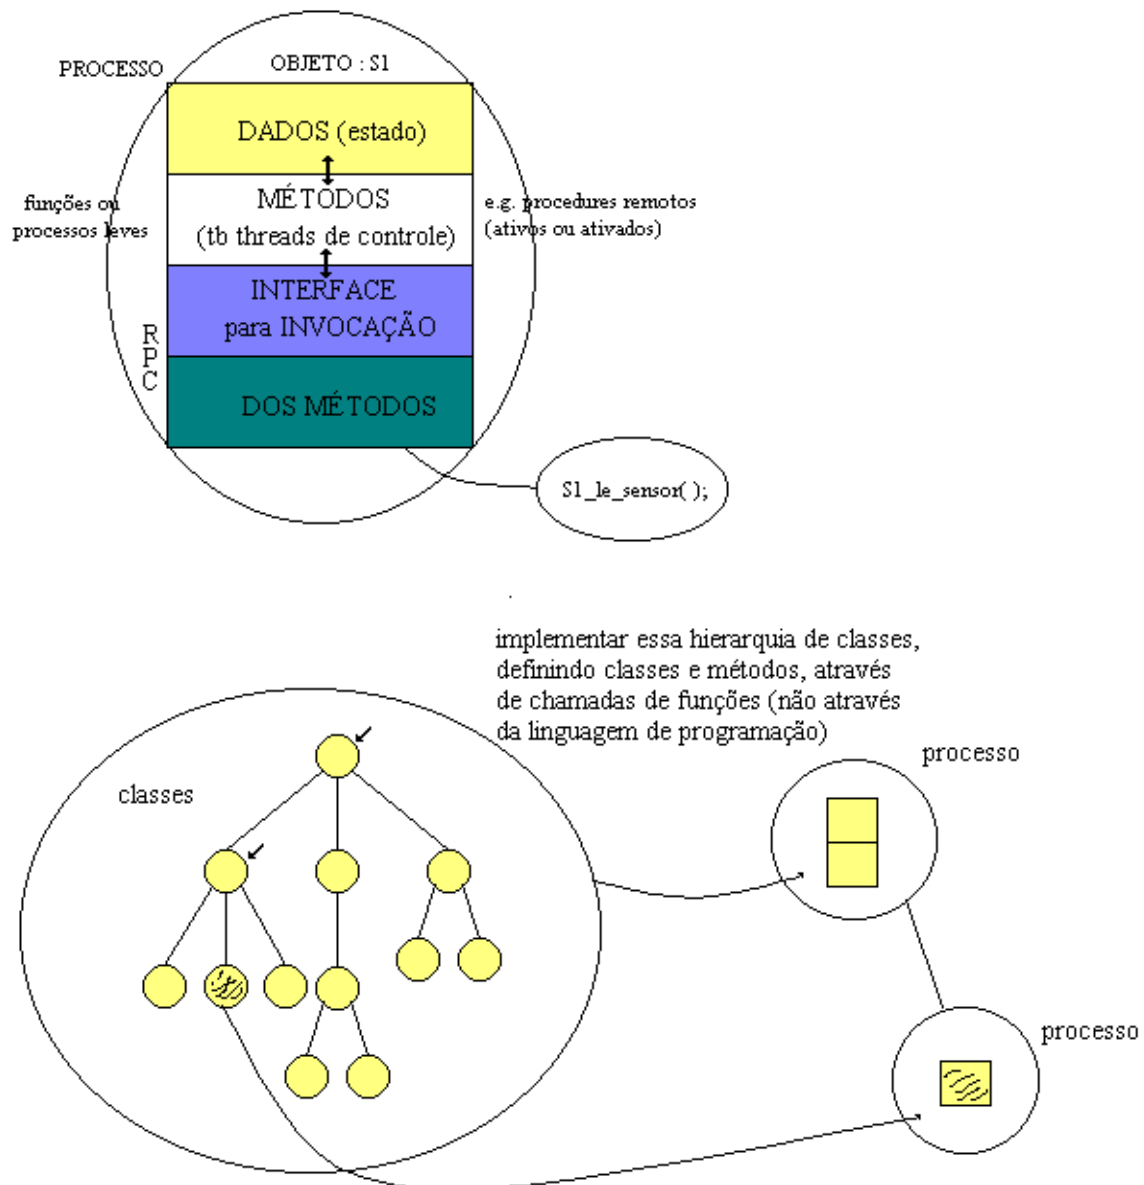 OBJETO : S1
PROCESSO
DADOS (estado)
funções ou
processos leves
MÉTODOS
(tb threads de controle)
e.g. procedures remotos
(ativos ou ativados)
INTERFACE
para INVOCAÇÃO
R
P
C
DOS MÉTODOS
S1_le_sensor( );
implementar essa hierarquia de classes,
definindo classes e métodos, através
de chamadas de funções (não através
da linguagem de programação)
processo
classes
processo